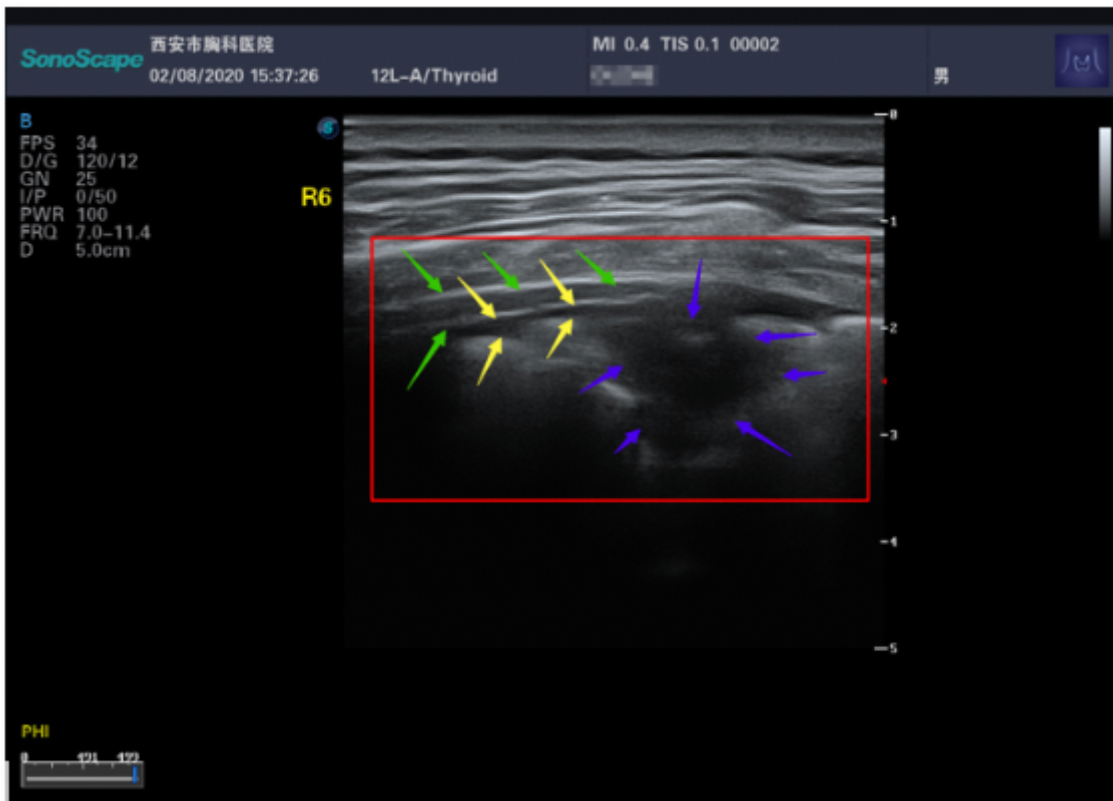 SonoScape
西安市胸科医院
02/08/2020 15:37:26
12L-A/Thyroid
MI 0.4 TIS 0.1 00002
男
B
FPS 34
D/G 120/12
GN 25
I/P 0/50
PWR 100
FRQ 7.0-11.4
D 5.0cm
R6
0
1
2
3
4
5
PHI
0